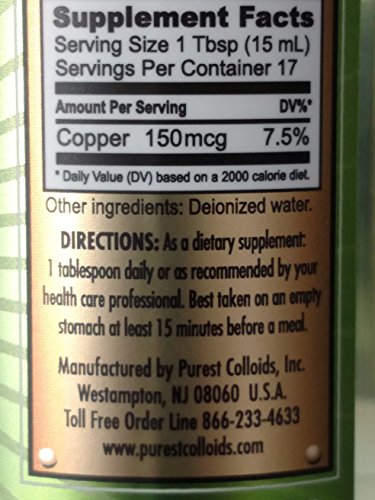 Supplement Facts
Serving Size 1 Tbsp (15 mL)
Servings Per Container 17
Amount Per Serving DV%*
Copper 150mcg 7.5%
* Daily Value (DV) based on a 2000 calorie diet.
Other ingredients: Deionized water.
DIRECTIONS: As a dietary supplement:
1 tablespoon daily or as recommended by your
health care professional. Best taken on an empty
stomach at least 15 minutes before a meal.
Manufactured by Purest Colloids, Inc.
Westampton, NJ 08060 U.S.A.
Toll Free Order Line 866-233-4633
www.purestcolloids.com